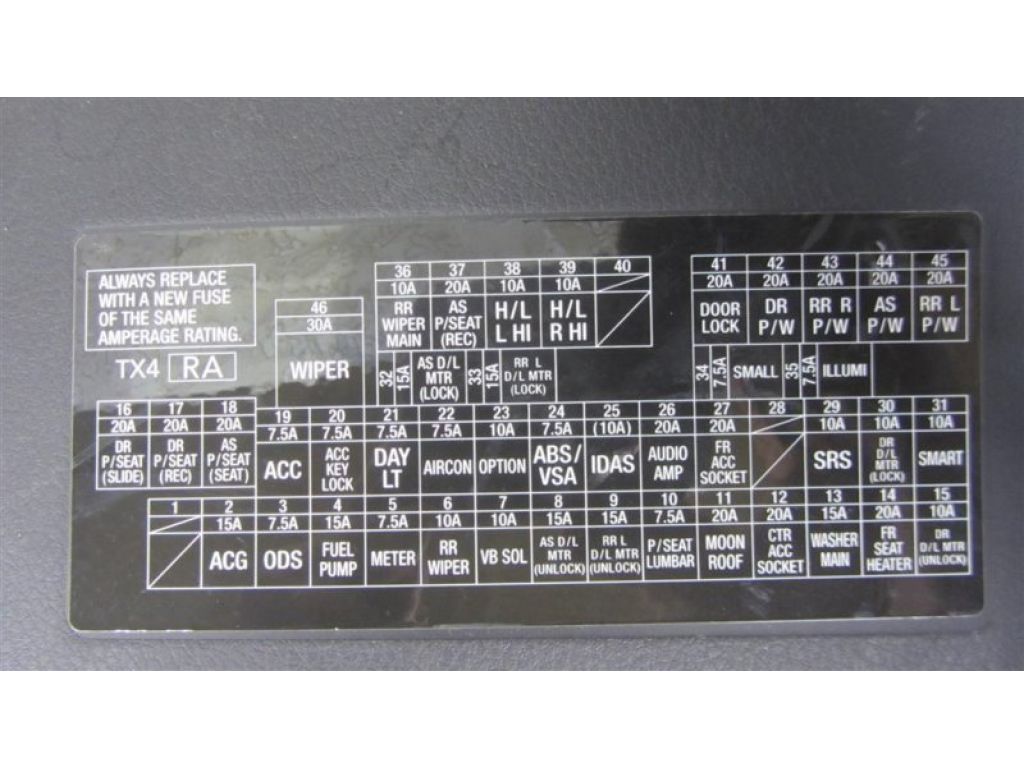 ALWAYS REPLACE
WITH A NEW FUSE
OF THE SAME
AMPERAGE RATING.
TX4 RA
46
30A
WIPER
36 37 38 39 40
10A 20A 10A 10A
RR WIPER MAIN
AS P/SEAT (REC)
H/L L HI
H/L R HI
41 42 43 44 45
20A 20A 20A 20A 20A
DOOR LOCK
DR P/W
RR R P/W
AS P/W
RR L P/W
32 15A AS D/L MTR (LOCK)
33 15A RR L D/L MTR (LOCK)
34 7.5A SMALL
35 7.5A ILLUMI
16 17 18 19 20 21 22 23 24 (25) 26 27 28 29 30 31
20A 20A 20A 7.5A 7.5A 7.5A 7.5A 10A 7.5A (10A) 20A 20A 10A 10A 10A
DR P/SEAT (SLIDE)
DR P/SEAT (REC)
AS P/SEAT (SEAT)
ACC
ACC KEY LOCK
DAY LT
AIRCON
OPTION
ABS/ VSA
IDAS
AUDIO AMP
FR ACC SOCKET
SRS
DR D/L MTR (LOCK)
SMART
1 2 3 4 5 6 7 8 9 10 11 12 13 14 15
15A 7.5A 15A 7.5A 10A 10A 15A 15A 7.5A 20A 20A 15A 20A 10A
ACG
ODS
FUEL PUMP
METER
RR WIPER
VB SOL
AS D/L MTR (UNLOCK)
RR L D/L MTR (UNLOCK)
P/SEAT LUMBAR
MOON ROOF
CTR ACC SOCKET
WASHER MAIN
FR SEAT HEATER
DR D/L MTR (UNLOCK)